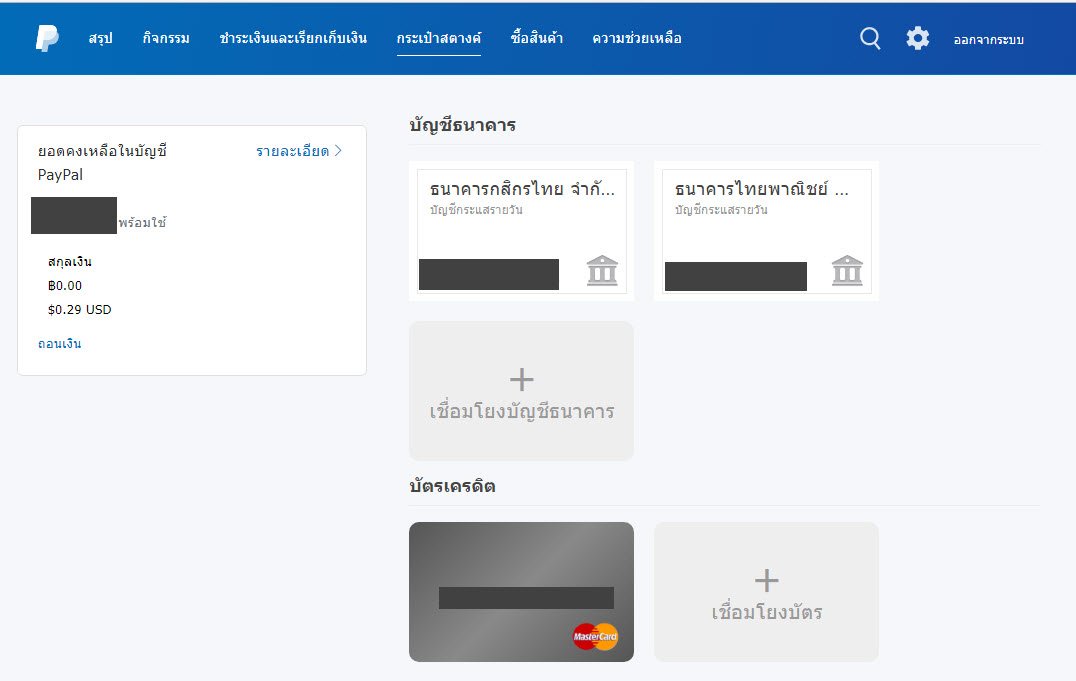 สรุป กิจกรรม ชำระเงินและเรียกเก็บเงิน กระเป๋าสตางค์ ซื้อสินค้า ความช่วยเหลือ ออกจากระบบ
ยอดคงเหลือในบัญชี รายละเอียด
PayPal
พร้อมใช้
สกุลเงิน
฿0.00
$0.29 USD
ถอนเงิน
บัญชีธนาคาร
ธนาคารกสิกรไทย จำกั... ธนาคารไทยพาณิชย์ ...
บัญชีกระแสรายวัน บัญชีกระแสรายวัน
เชื่อมโยงบัญชีธนาคาร
บัตรเครดิต
MasterCard
เชื่อมโยงบัตร